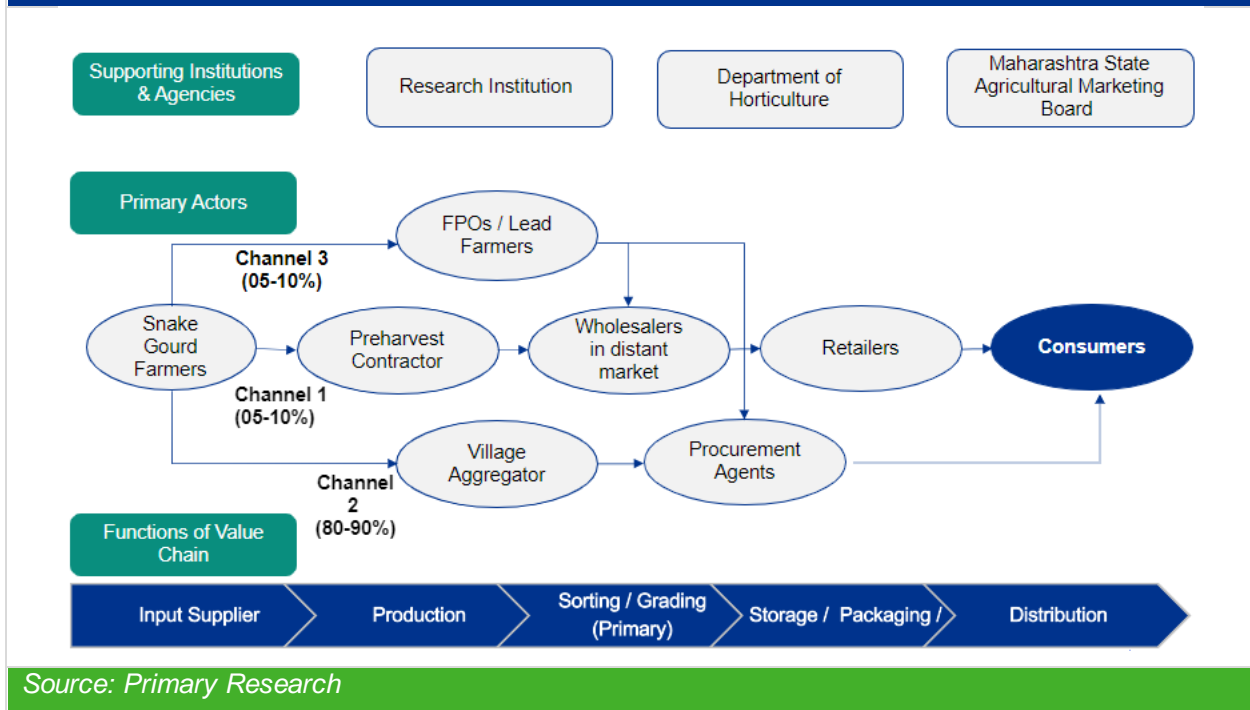 Supporting Institutions
& Agencies
Research Institution
Department of
Horticulture
Maharashtra State
Agricultural Marketing
Board
Primary Actors
FPOs / Lead
Farmers
Channel 3
(05-10%)
Snake
Gourd
Farmers
Preharvest
Contractor
Wholesalers
in distant
market
Retailers
Consumers
Channel 1
(05-10%)
Village
Aggregator
Procurement
Agents
Channel
2
(80-90%)
Functions of Value
Chain
Input Supplier
Production
Sorting / Grading
(Primary)
Storage / Packaging /
Distribution
Source: Primary Research